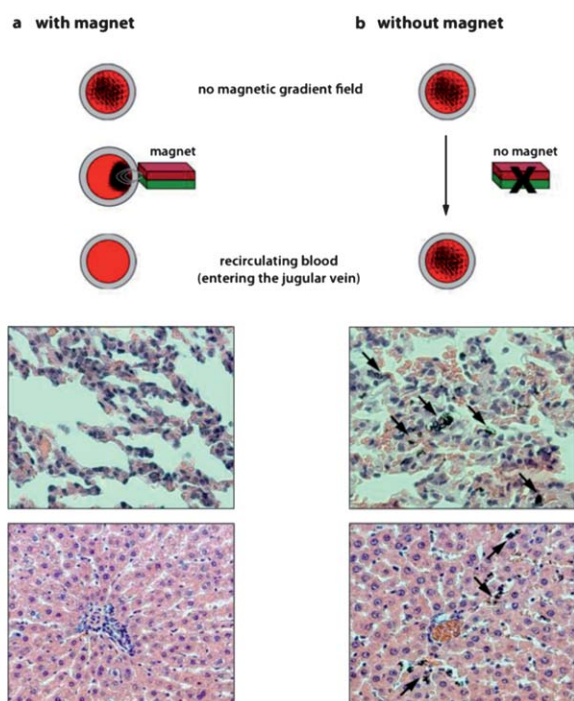 a with magnet
b without magnet
no magnetic gradient field
magnet
no magnet
recirculating blood
(entering the jugular vein)